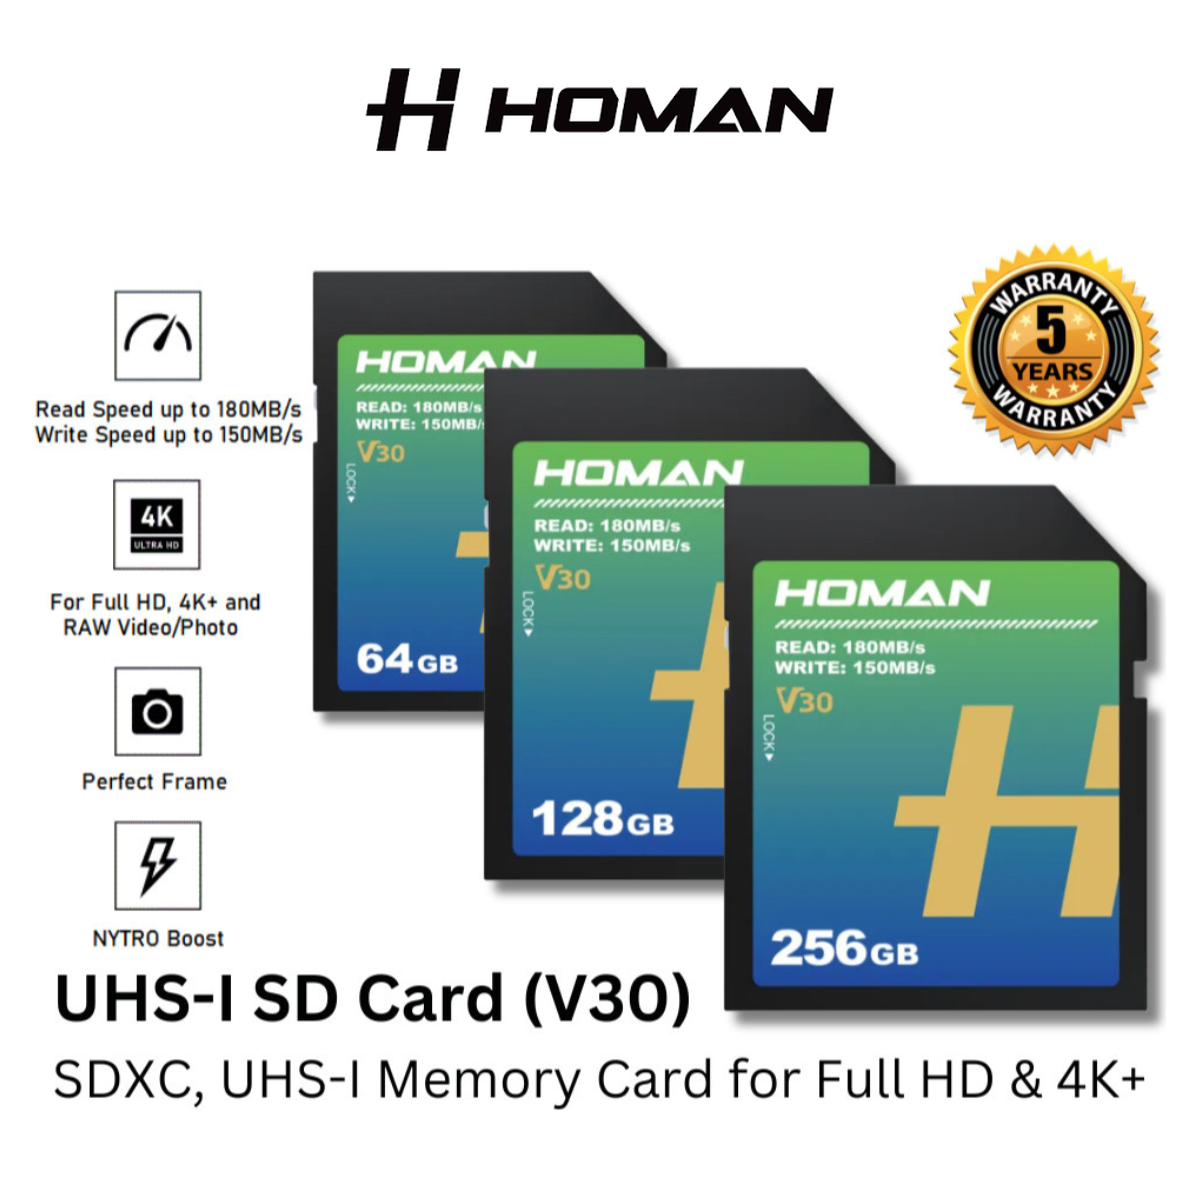 HOMAN
WARRANTY
5
YEARS
WARRANTY
Read Speed up to 180MB/s
Write Speed up to 150MB/s
4K
ULTRA HD
For Full HD, 4K+ and
RAW Video/Photo
Perfect Frame
NYTRO Boost
HOMAN
READ: 180MB/s
WRITE: 150MB/s
V30
LOCK
64GB
HOMAN
READ: 180MB/s
WRITE: 150MB/s
V30
LOCK
128GB
HOMAN
READ: 180MB/s
WRITE: 150MB/s
V30
LOCK
256GB
UHS-I SD Card (V30)
SDXC, UHS-I Memory Card for Full HD & 4K+